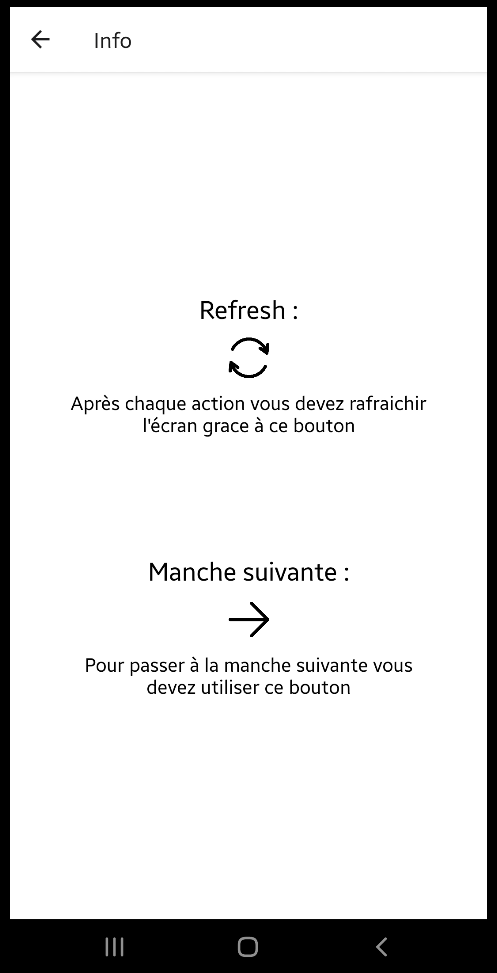 Info
Refresh :
Après chaque action vous devez rafraichir
l'écran grace à ce bouton
Manche suivante :
Pour passer à la manche suivante vous
devez utiliser ce bouton